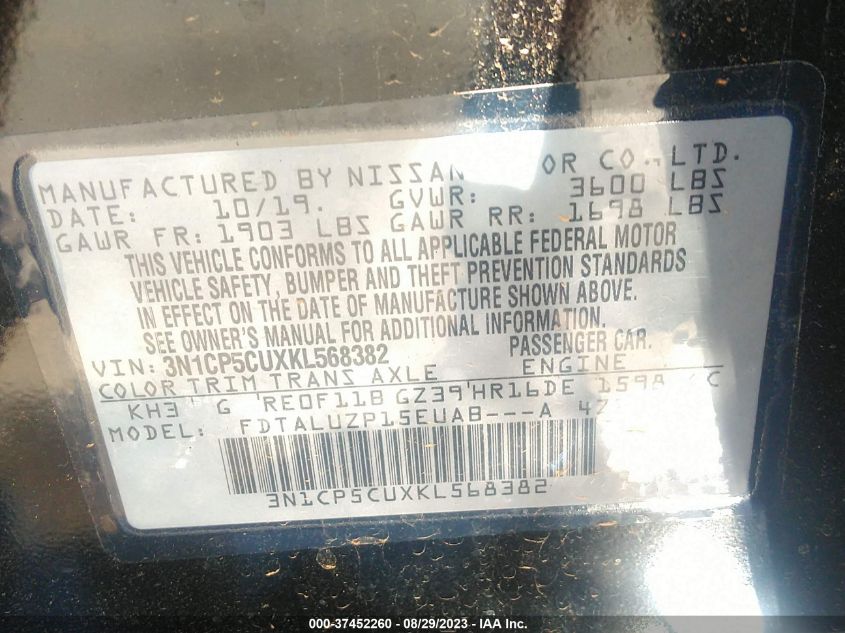 MANUFACTURED BY NISSAN OR CO., LTD.
DATE: 10/19. GVWR: 3600 LBS
GAWR FR: 1903 LBS GAWR RR: 1698 LBS
THIS VEHICLE CONFORMS TO ALL APPLICABLE FEDERAL MOTOR
VEHICLE SAFETY, BUMPER AND THEFT PREVENTION STANDARDS
IN EFFECT ON THE DATE OF MANUFACTURE SHOWN ABOVE.
SEE OWNER'S MANUAL FOR ADDITIONAL INFORMATION.
VIN: 3N1CP5CUXKL568382 PASSENGER CAR.
COLOR TRIM TRANS AXLE ENGINE
KH3 G RE0F11B GZ39 HR16DE 1598 C
MODEL: FDTALUZP15EUAB---A 47
3N1CP5CUXKL568382
000-37452260 - 08/29/2023 - IAA Inc.